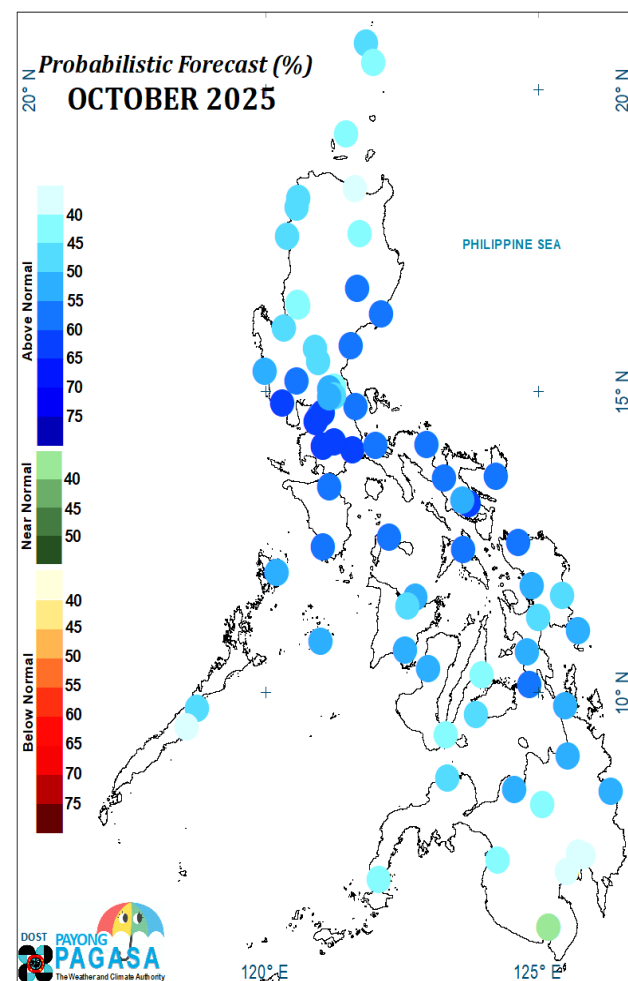 Probabilistic Forecast (%)
OCTOBER 2025
20° N
20° N
PHILIPPINE SEA
Above Normal
40
45
50
55
60
65
70
75
15° N
15° N
Near Normal
40
45
50
Below Normal
40
45
50
55
60
65
70
75
10° N
10° N
DOST
PAYONG
PAGASA
The Weather and Climate Authority
120° E
125° E